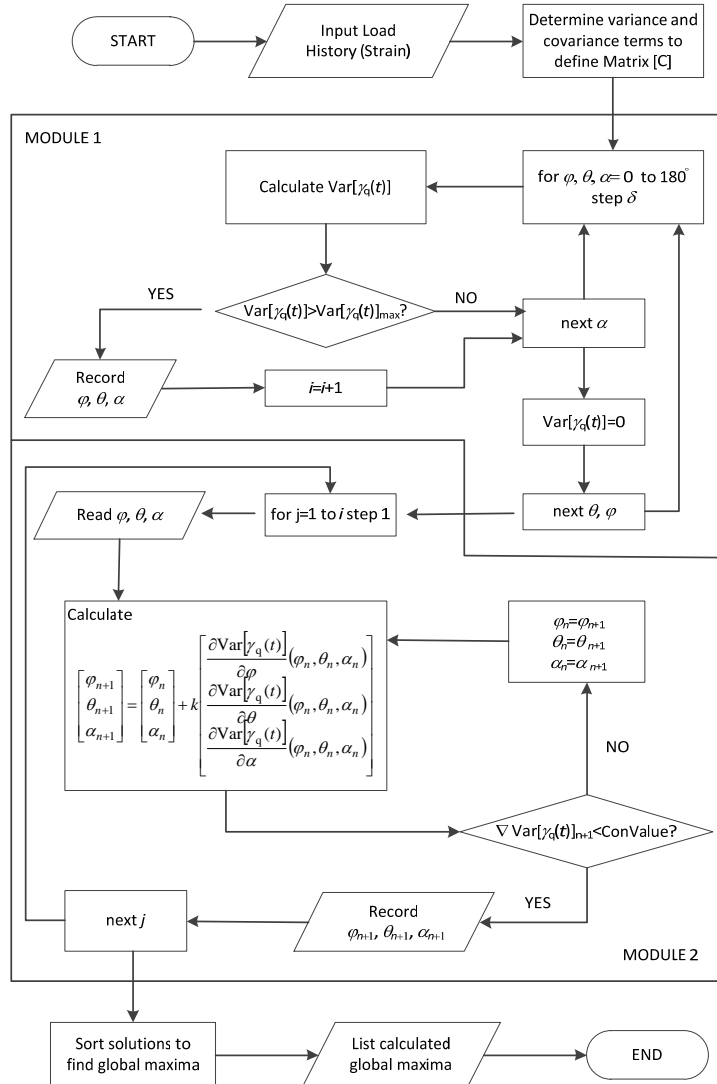 START
Input Load
History (Strain)
Determine variance and
covariance terms to
define Matrix [C]
MODULE 1
for φ, θ, α=0 to 180°
step δ
Calculate Var[γq(t)]
Var[γq(t)]>Var[γq(t)]max?
YES
NO
Record
φ, θ, α
i=i+1
next α
Var[γq(t)]=0
next θ, φ
for j=1 to i step 1
Read φ, θ, α
Calculate
[φn+1 θn+1 αn+1] = [φn θn αn] + k [∂Var[γq(t)]/∂φ (φn, θn, αn)
∂Var[γq(t)]/∂θ (φn, θn, αn)
∂Var[γq(t)]/∂α (φn, θn, αn)]
φn=φn+1
θn=θn+1
αn=αn+1
NO
∇ Var[γq(t)]n+1<ConValue?
YES
Record
φn+1, θn+1, αn+1
next j
MODULE 2
Sort solutions to
find global maxima
List calculated
global maxima
END